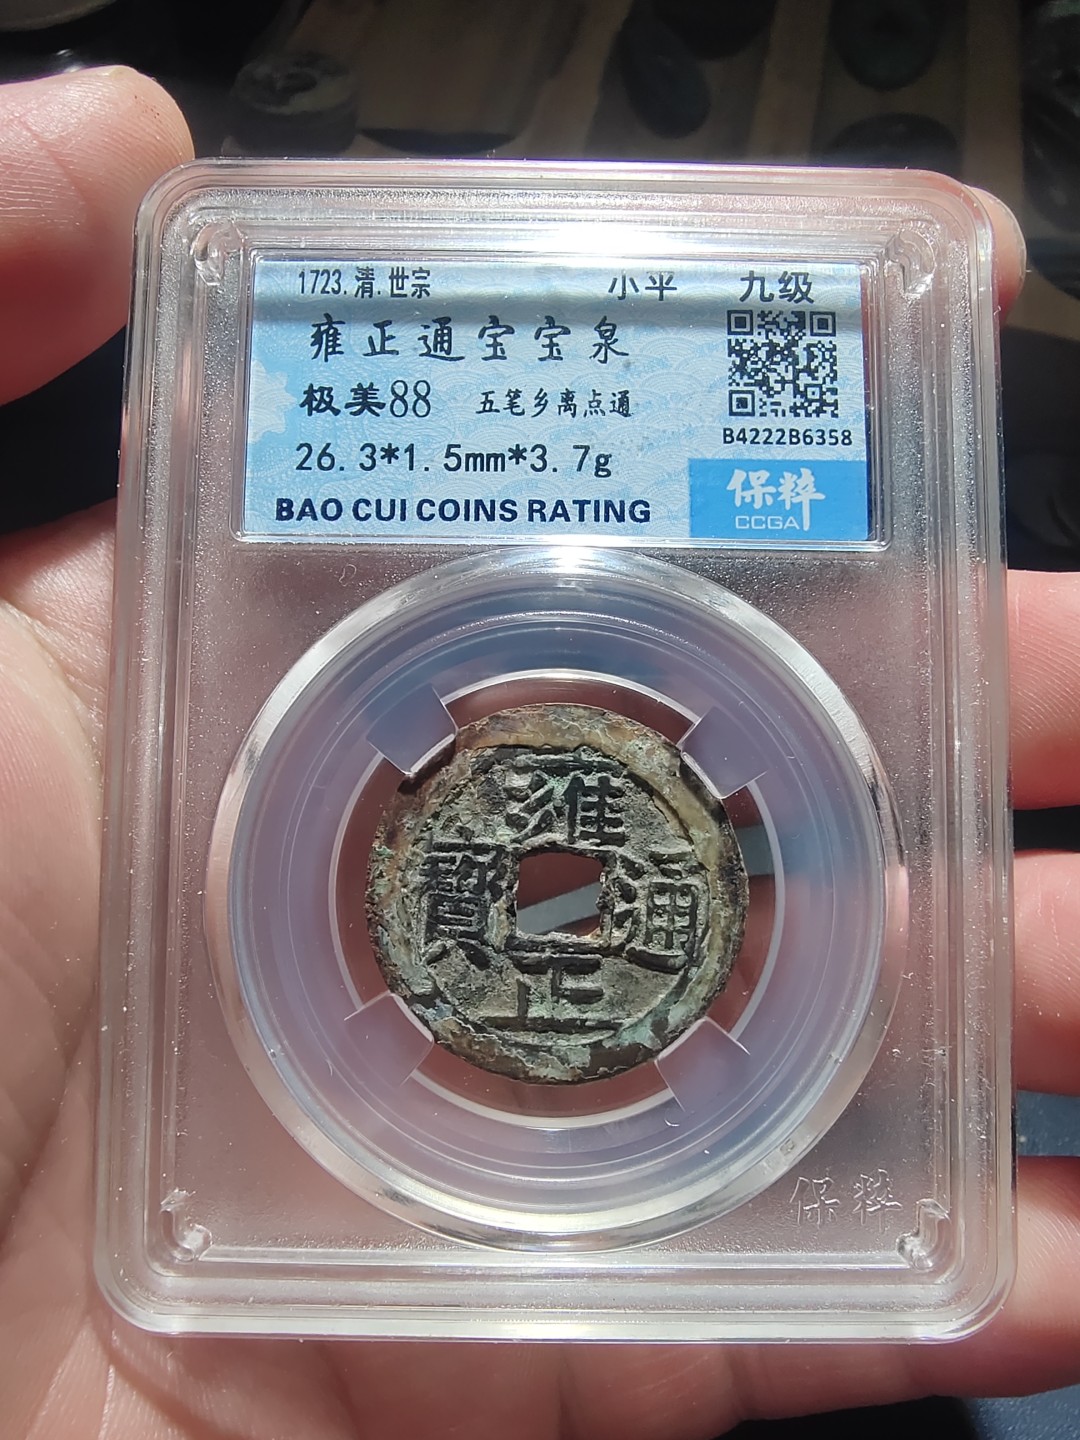 1723.清.世宗 小平 九级
雍正通宝宝泉
极美88 五笔乡离点通
B4222B6358
26.3*1.5mm*3.7g
保粹
CCGA
BAO CUI COINS RATING
雍
寶 通
正
保粹